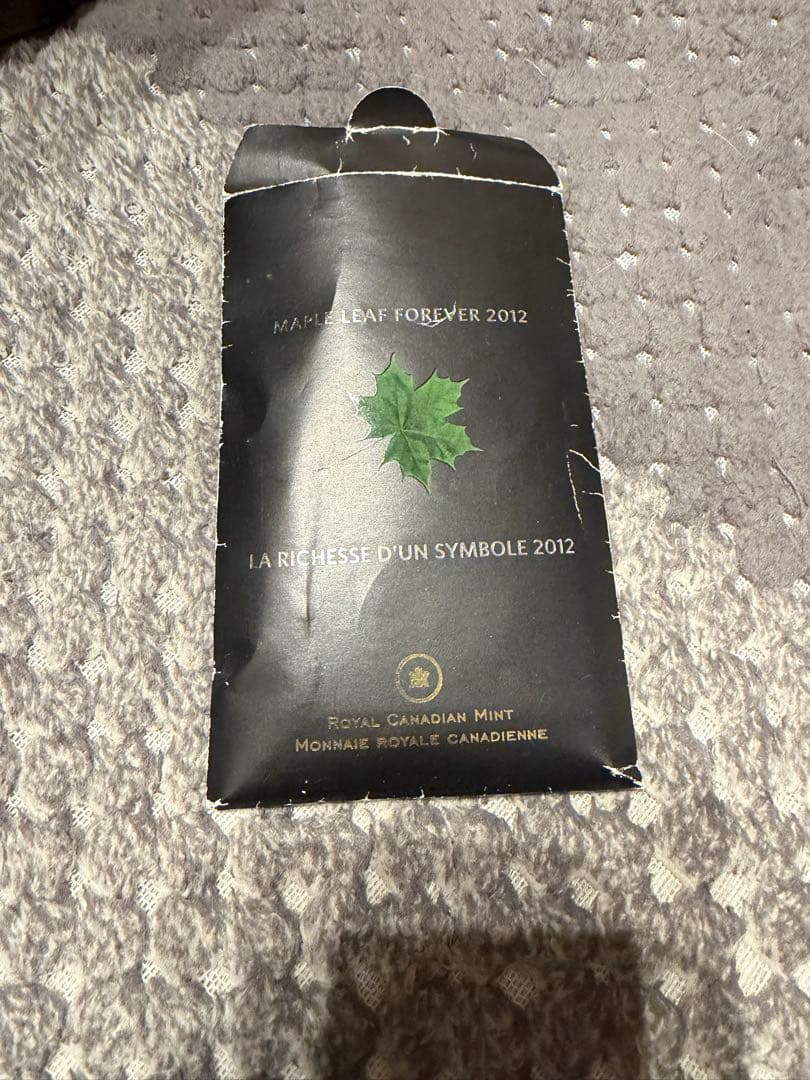 MAPLE LEAF FOREVER 2012
LA RICHESSE D'UN SYMBOLE 2012
ROYAL CANADIAN MINT
MONNAIE ROYALE CANADIENNE